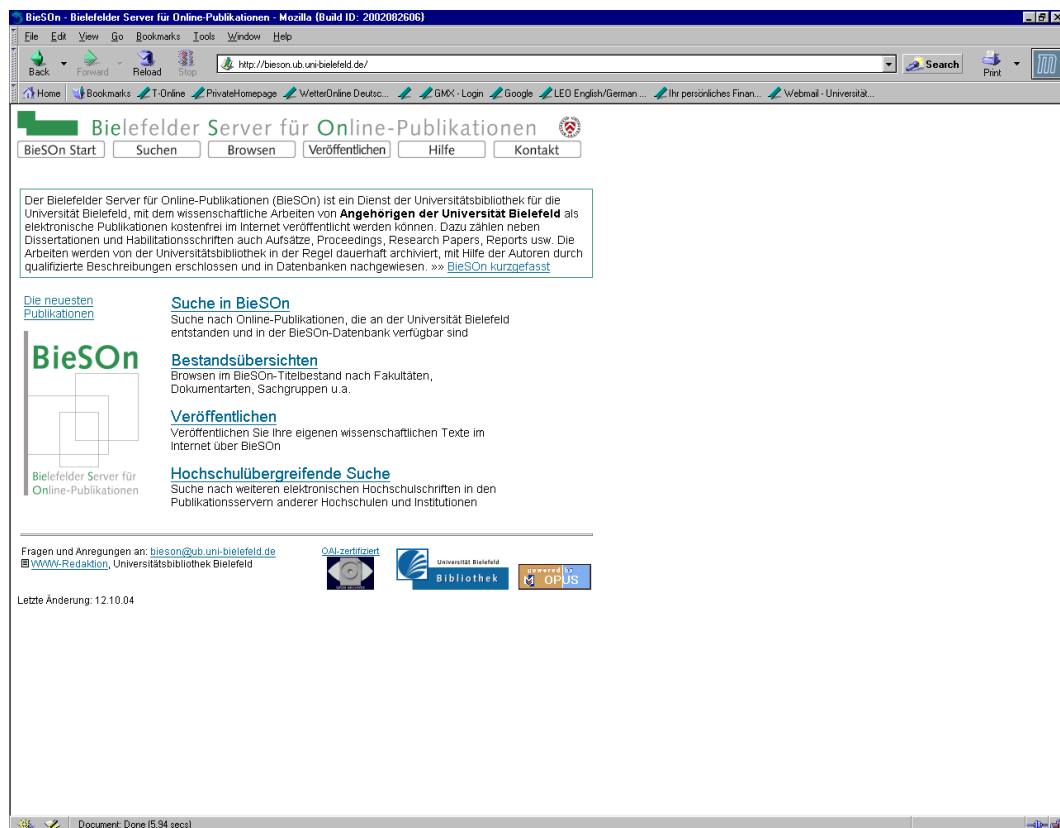 BieSOn - Bielefelder Server für Online-Publikationen - Mozilla {Build ID: 2002082606}
File Edit View Go Bookmarks Tools Window Help
Back Forward Reload Stop http://bieson.ub.uni-bielefeld.de/ Search Print
Home Bookmarks T-Online PrivateHomepage WetterOnline Deutsc... GMX - Login Google LEO English/German ... Ihr persönliches Finan... Webmail - Universität...
Bielefelder Server für Online-Publikationen
BieSOn Start Suchen Browsen Veröffentlichen Hilfe Kontakt
Der Bielefelder Server für Online-Publikationen (BieSOn) ist ein Dienst der Universitätsbibliothek für die
Universität Bielefeld, mit dem wissenschaftliche Arbeiten von Angehörigen der Universität Bielefeld als
elektronische Publikationen kostenfrei im Internet veröffentlicht werden können. Dazu zählen neben
Dissertationen und Habilitationsschriften auch Aufsätze, Proceedings, Research Papers, Reports usw. Die
Arbeiten werden von der Universitätsbibliothek in der Regel dauerhaft archiviert, mit Hilfe der Autoren durch
qualifizierte Beschreibungen erschlossen und in Datenbanken nachgewiesen. »» BieSOn kurzgefasst
Die neuesten
Publikationen
BieSOn
Bielefelder Server für
Online-Publikationen
Suche in BieSOn
Suche nach Online-Publikationen, die an der Universität Bielefeld
entstanden und in der BieSOn-Datenbank verfügbar sind
Bestandsübersichten
Browsen im BieSOn-Titelbestand nach Fakultäten,
Dokumentarten, Sachgruppen u.a.
Veröffentlichen
Veröffentlichen Sie Ihre eigenen wissenschaftlichen Texte im
Internet über BieSOn
Hochschulübergreifende Suche
Suche nach weiteren elektronischen Hochschulschriften in den
Publikationsservern anderer Hochschulen und Institutionen
Fragen und Anregungen an: bieson@ub.uni-bielefeld.de
WWW-Redaktion, Universitätsbibliothek Bielefeld
OAI-zertifiziert
OPEN ARCHIVES
Universität Bielefeld
Bibliothek
powered by
MyOPUS
Letzte Änderung: 12.10.04
Document: Done (5.94 secs)